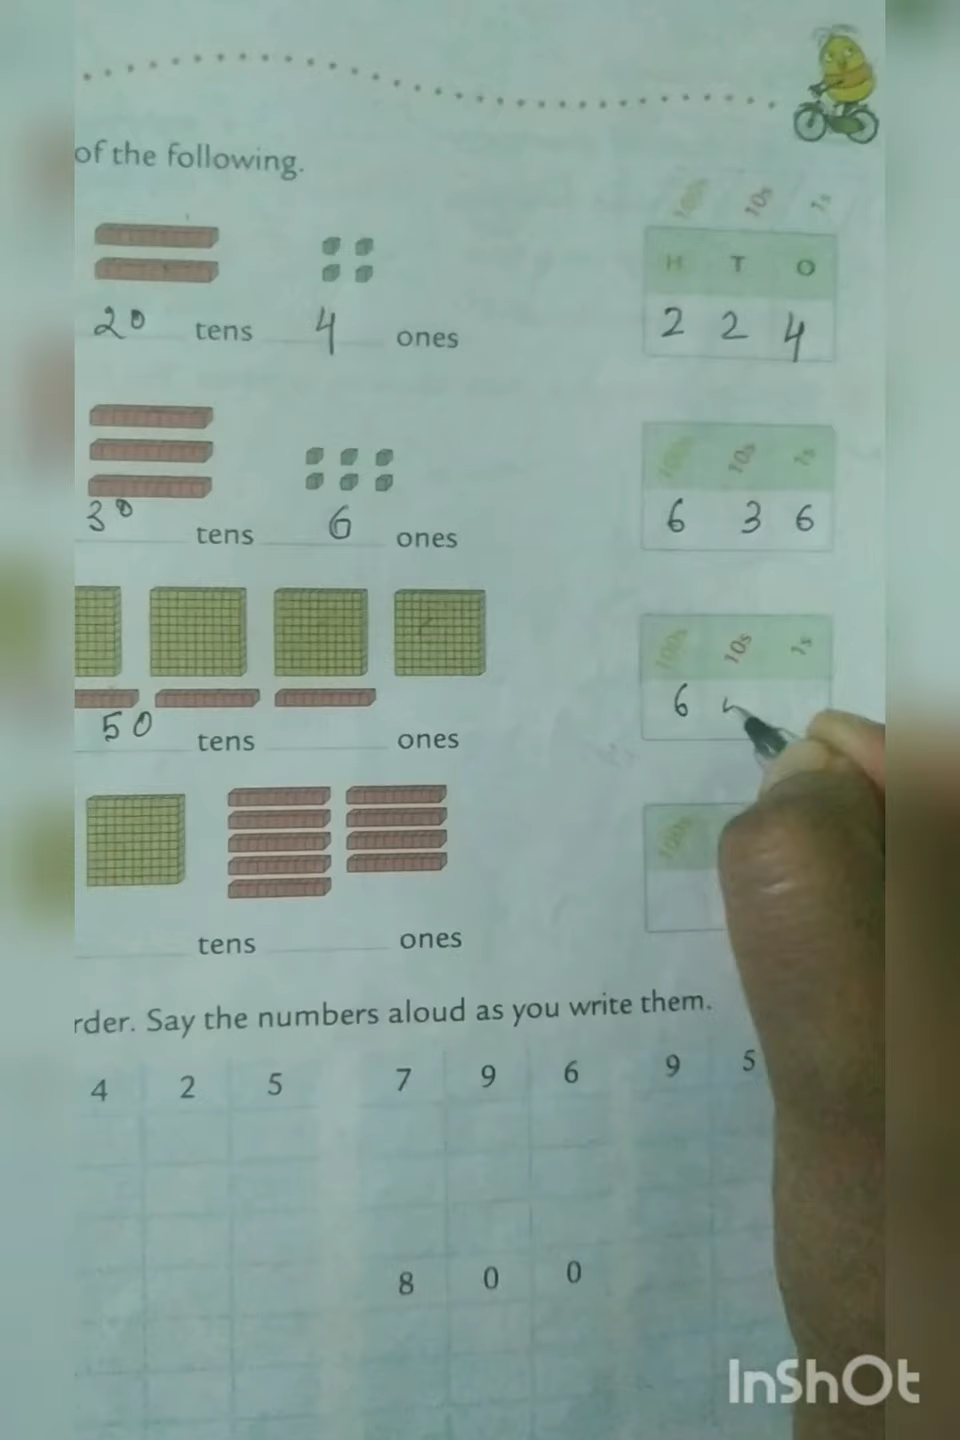 of the following.
100s 10s 1s
H T O
20 tens 4 ones
2 2 4
100s 10s 1s
30 tens 6 ones
6 3 6
100s 10s 1s
6
50 tens ones
100s
tens ones
rder. Say the numbers aloud as you write them.
4 2 5 7 9 6 9 5
8 0 0
InShOt